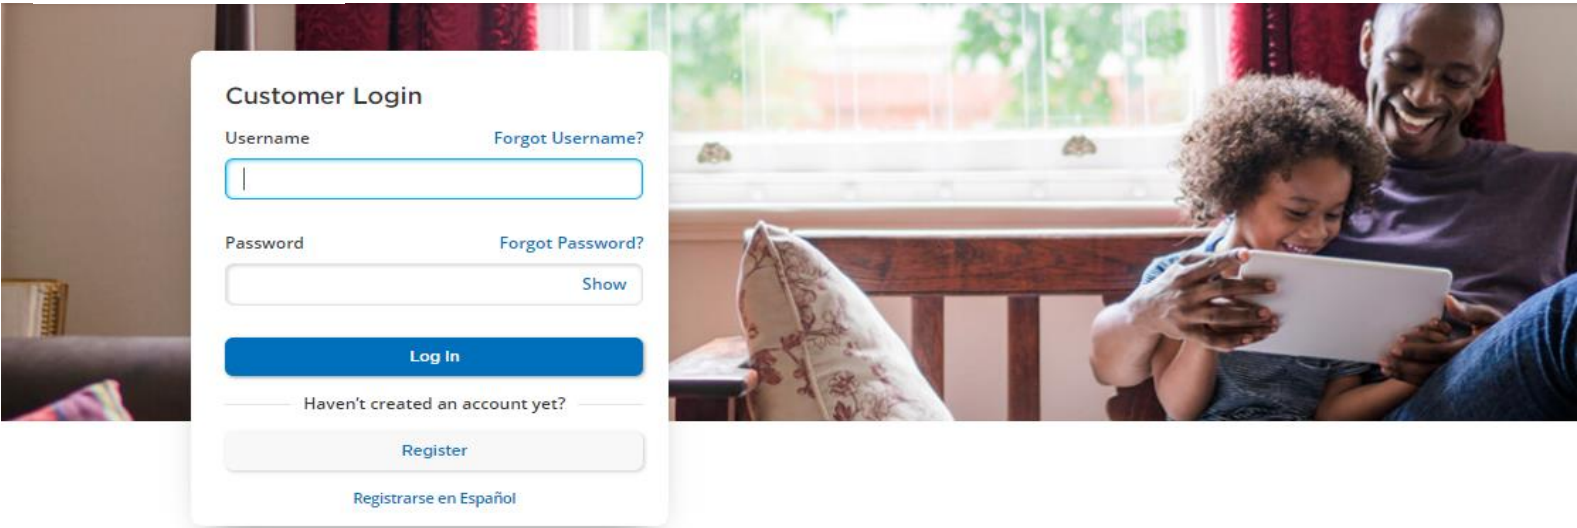 Customer Login
Username Forgot Username?
Password Forgot Password?
Show
Log In
Haven't created an account yet?
Register
Registrarse en Español